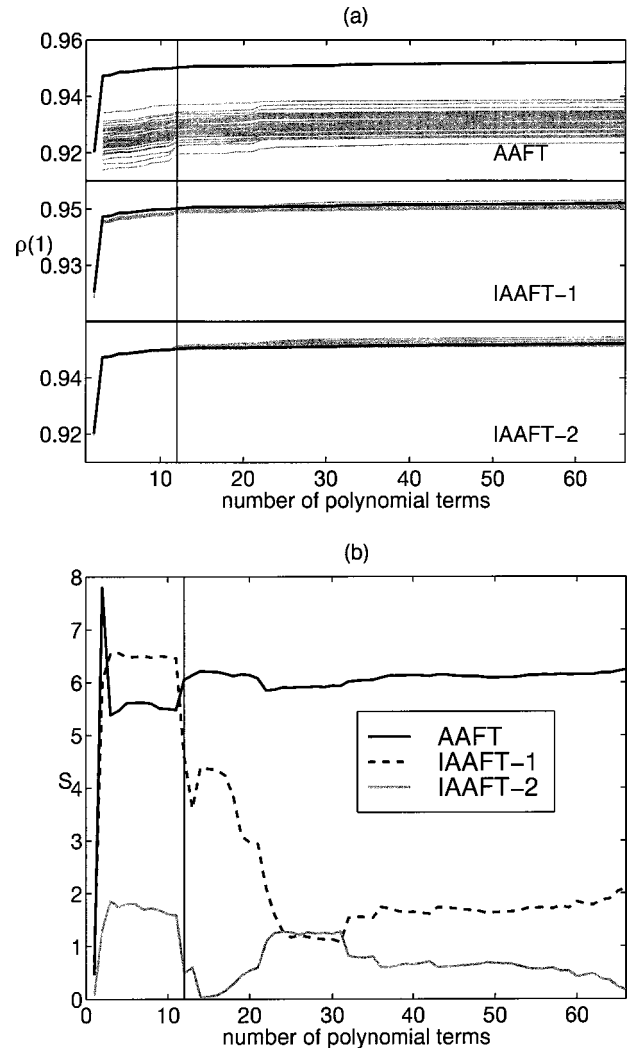 (a)
0.96
0.94
0.92
AAFT
0.95
ρ(1)
0.93
IAAFT-1
0.94
0.92
IAAFT-2
10 20 30 40 50 60
number of polynomial terms
(b)
8
7
6
5
S4
4
3
2
1
0
AAFT
IAAFT-1
IAAFT-2
0 10 20 30 40 50 60
number of polynomial terms